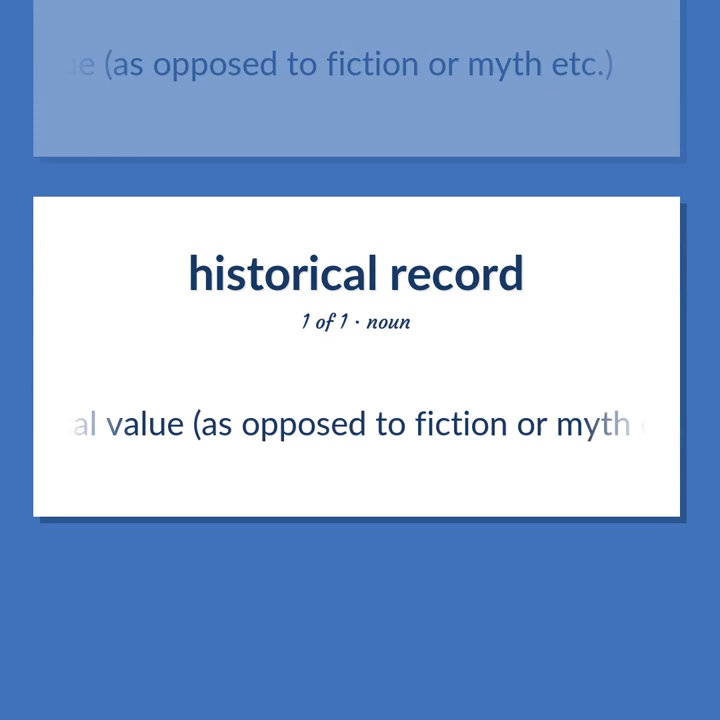 (as opposed to fiction or myth etc.)
historical record
1 of 1 · noun
al value (as opposed to fiction or myth